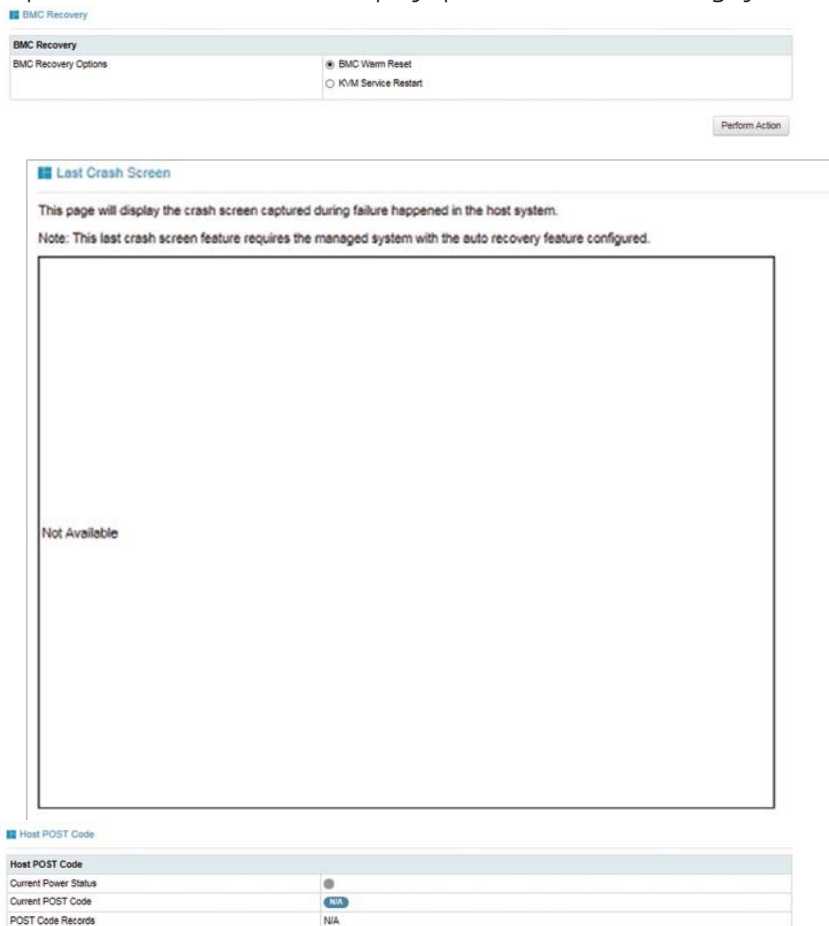 BMC Recovery
BMC Recovery
BMC Recovery Options
BMC Warm Reset
KVM Service Restart
Perform Action
Last Crash Screen
This page will display the crash screen captured during failure happened in the host system.
Note: This last crash screen feature requires the managed system with the auto recovery feature configured.
Not Available
Host POST Code
Host POST Code
Current Power Status
Current POST Code N/A
POST Code Records N/A